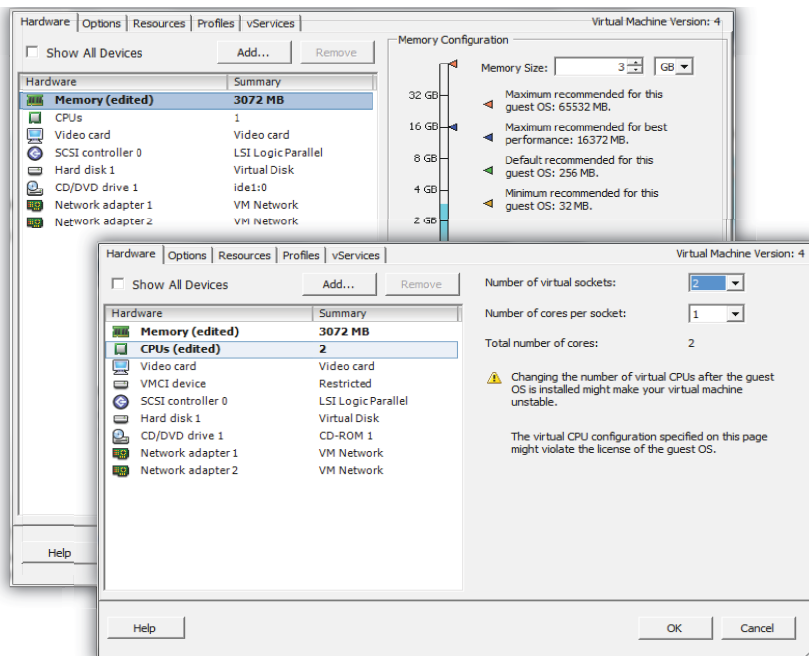 Hardware Options Resources Profiles vServices Virtual Machine Version: 4
Show All Devices Add... Remove
Hardware Summary
Memory (edited) 3072 MB
CPUs 1
Video card Video card
SCSI controller 0 LSI Logic Parallel
Hard disk 1 Virtual Disk
CD/DVD drive 1 ide1:0
Network adapter 1 VM Network
Network adapter 2 VM Network
Memory Configuration
Memory Size: 3 GB
32 GB
16 GB
8 GB
4 GB
2 GB
Maximum recommended for this
guest OS: 65532 MB.
Maximum recommended for best
performance: 16372 MB.
Default recommended for this
guest OS: 256 MB.
Minimum recommended for this
guest OS: 32 MB.
Help
Hardware Options Resources Profiles vServices Virtual Machine Version: 4
Show All Devices Add... Remove
Hardware Summary
Memory (edited) 3072 MB
CPUs (edited) 2
Video card Video card
VMCI device Restricted
SCSI controller 0 LSI Logic Parallel
Hard disk 1 Virtual Disk
CD/DVD drive 1 CD-ROM 1
Network adapter 1 VM Network
Network adapter 2 VM Network
Number of virtual sockets: 2
Number of cores per socket: 1
Total number of cores: 2
Changing the number of virtual CPUs after the guest
OS is installed might make your virtual machine
unstable.
The virtual CPU configuration specified on this page
might violate the license of the guest OS.
Help OK Cancel